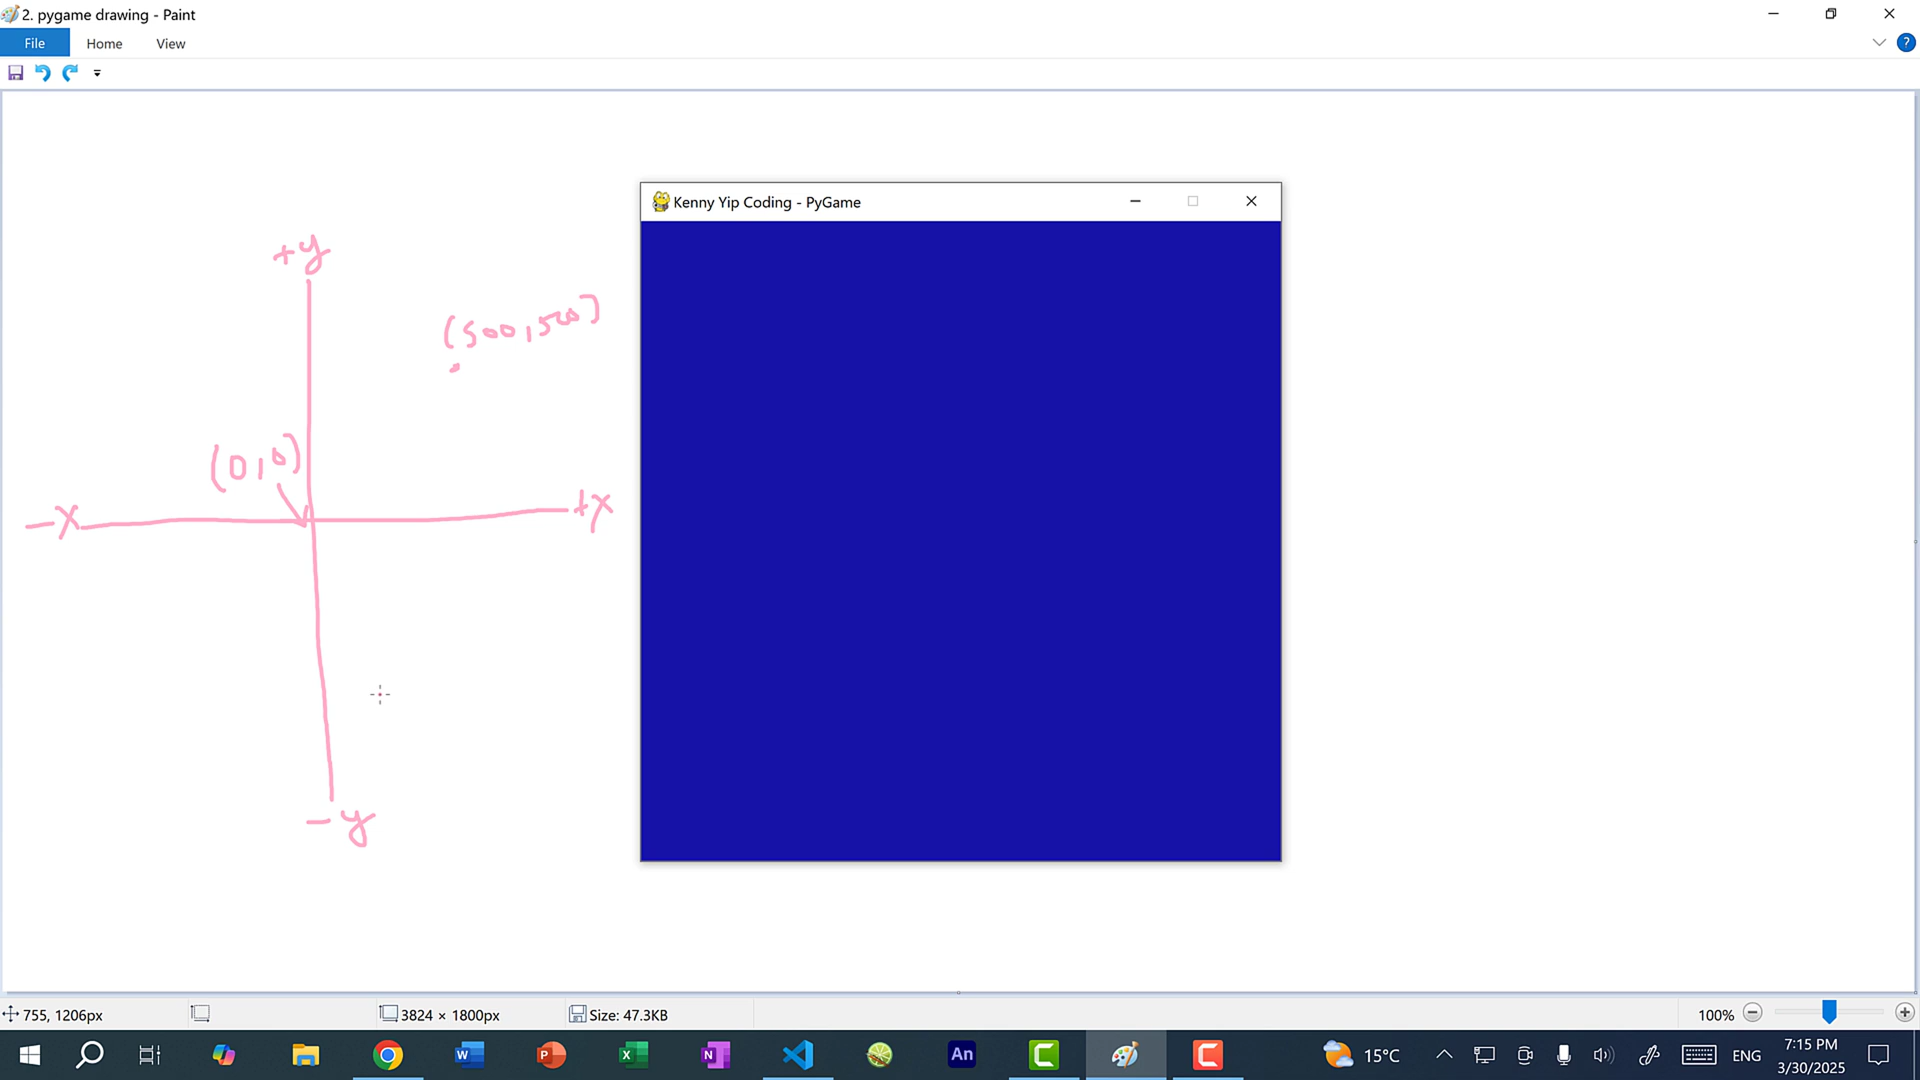 2. pygame drawing - Paint
File Home View
Kenny Yip Coding - PyGame
+y
(500,500)
(0,0)
-x +x
-y
755, 1206px 3824 × 1800px Size: 47.3KB 100%
W P X N An C C 15°C ENG 7:15 PM
3/30/2025